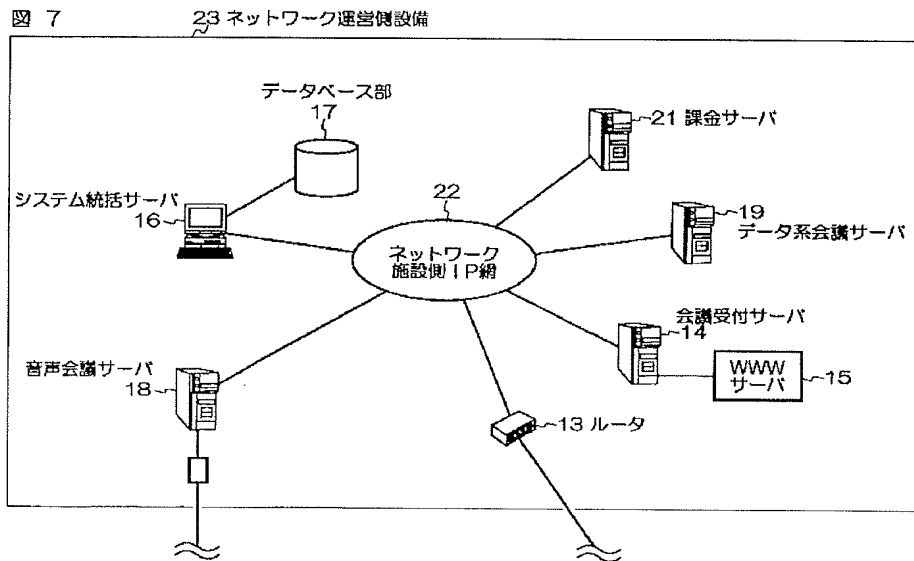 図 7
23 ネットワーク運営側設備
データベース部
17
21 課金サーバ
システム統括サーバ
16
22
19
データ系会議サーバ
ネットワーク
施設側IP網
会議受付サーバ
14
音声会議サーバ
18
WWW
サーバ
15
13 ルータ